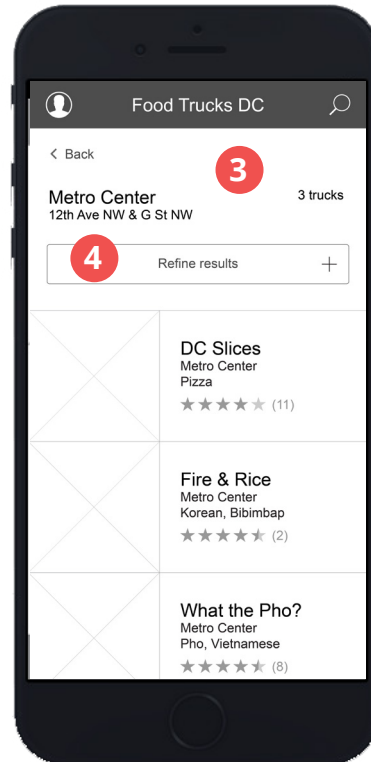 Food Trucks DC
< Back
3
Metro Center
3 trucks
12th Ave NW & G St NW
4
Refine results +
DC Slices
Metro Center
Pizza
★★★★★ (11)
Fire & Rice
Metro Center
Korean, Bibimbap
★★★★★ (2)
What the Pho?
Metro Center
Pho, Vietnamese
★★★★★ (8)